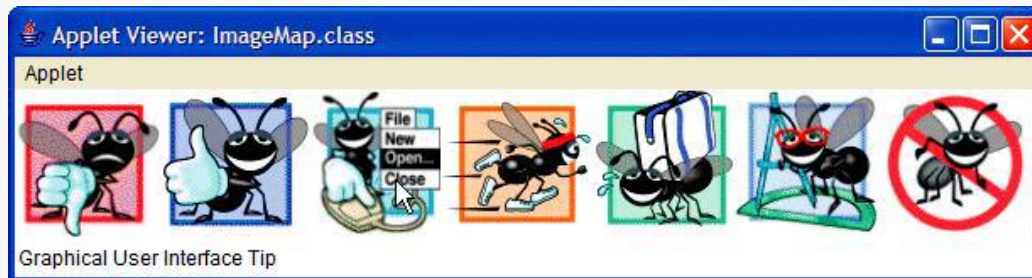 Applet Viewer: ImageMap.class
Applet
File
New
Open...
Close
Graphical User Interface Tip